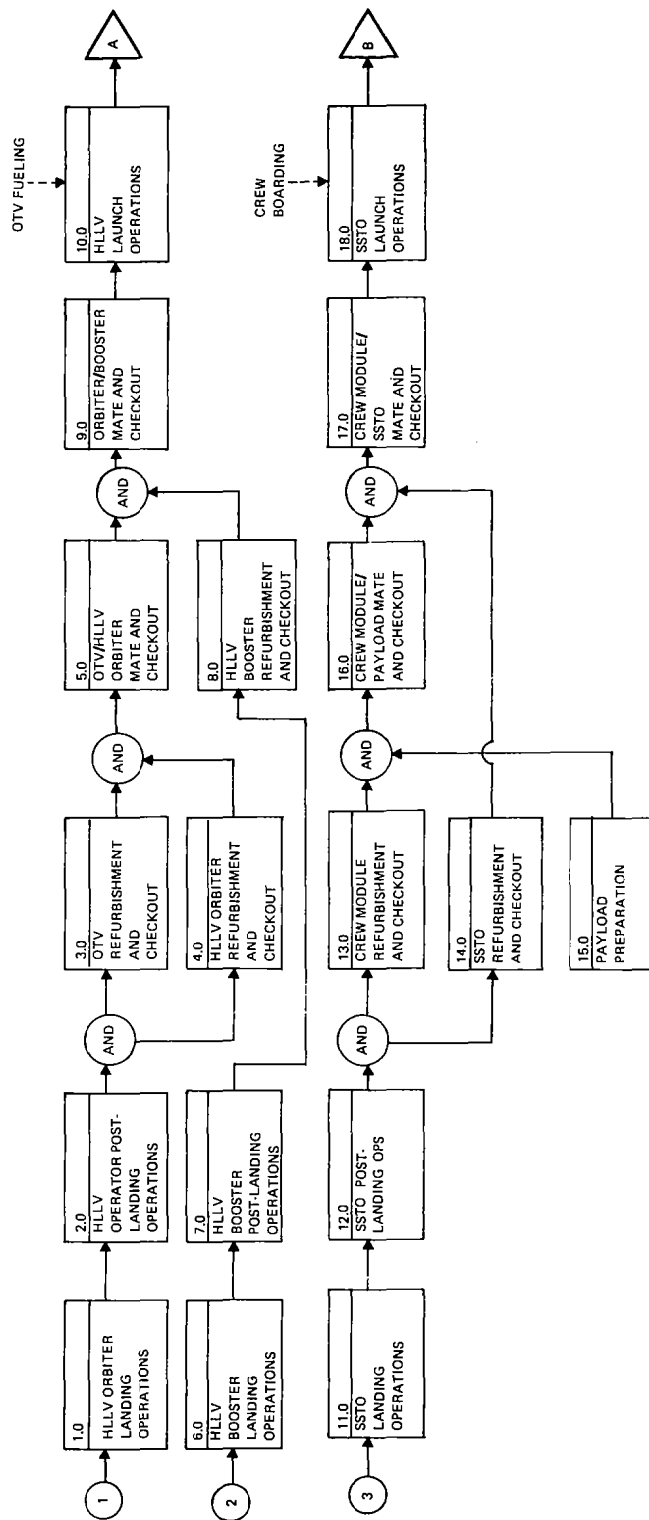 1
1.0
HLLV ORBITER
LANDING
OPERATIONS
2.0
HLLV
OPERATOR POST-
LANDING
OPERATIONS
AND
3.0
OTV
REFURBISHMENT
AND
CHECKOUT
4.0
HLLV ORBITER
REFURBISHMENT
AND
CHECKOUT
AND
5.0
OTV/HLLV
ORBITER
MATE AND
CHECKOUT
2
6.0
HLLV
BOOSTER
LANDING
OPERATIONS
7.0
HLLV
BOOSTER
POST-LANDING
OPERATIONS
8.0
HLLV
BOOSTER
REFURBISHMENT
AND CHECKOUT
AND
9.0
ORBITER/BOOSTER
MATE AND
CHECKOUT
OTV FUELING
10.0
HLLV
LAUNCH
OPERATIONS
A
3
11.0
SSTO
LANDING
OPERATIONS
12.0
SSTO POST-
LANDING OPS
AND
13.0
CREW MODULE
REFURBISHMENT
AND CHECKOUT
14.0
SSTO
REFURBISHMENT
AND CHECKOUT
15.0
PAYLOAD
PREPARATION
AND
16.0
CREW MODULE/
PAYLOAD MATE
AND CHECKOUT
AND
17.0
CREW MODULE/
SSTO
MATE AND
CHECKOUT
CREW
BOARDING
18.0
SSTO
LAUNCH
OPERATIONS
B